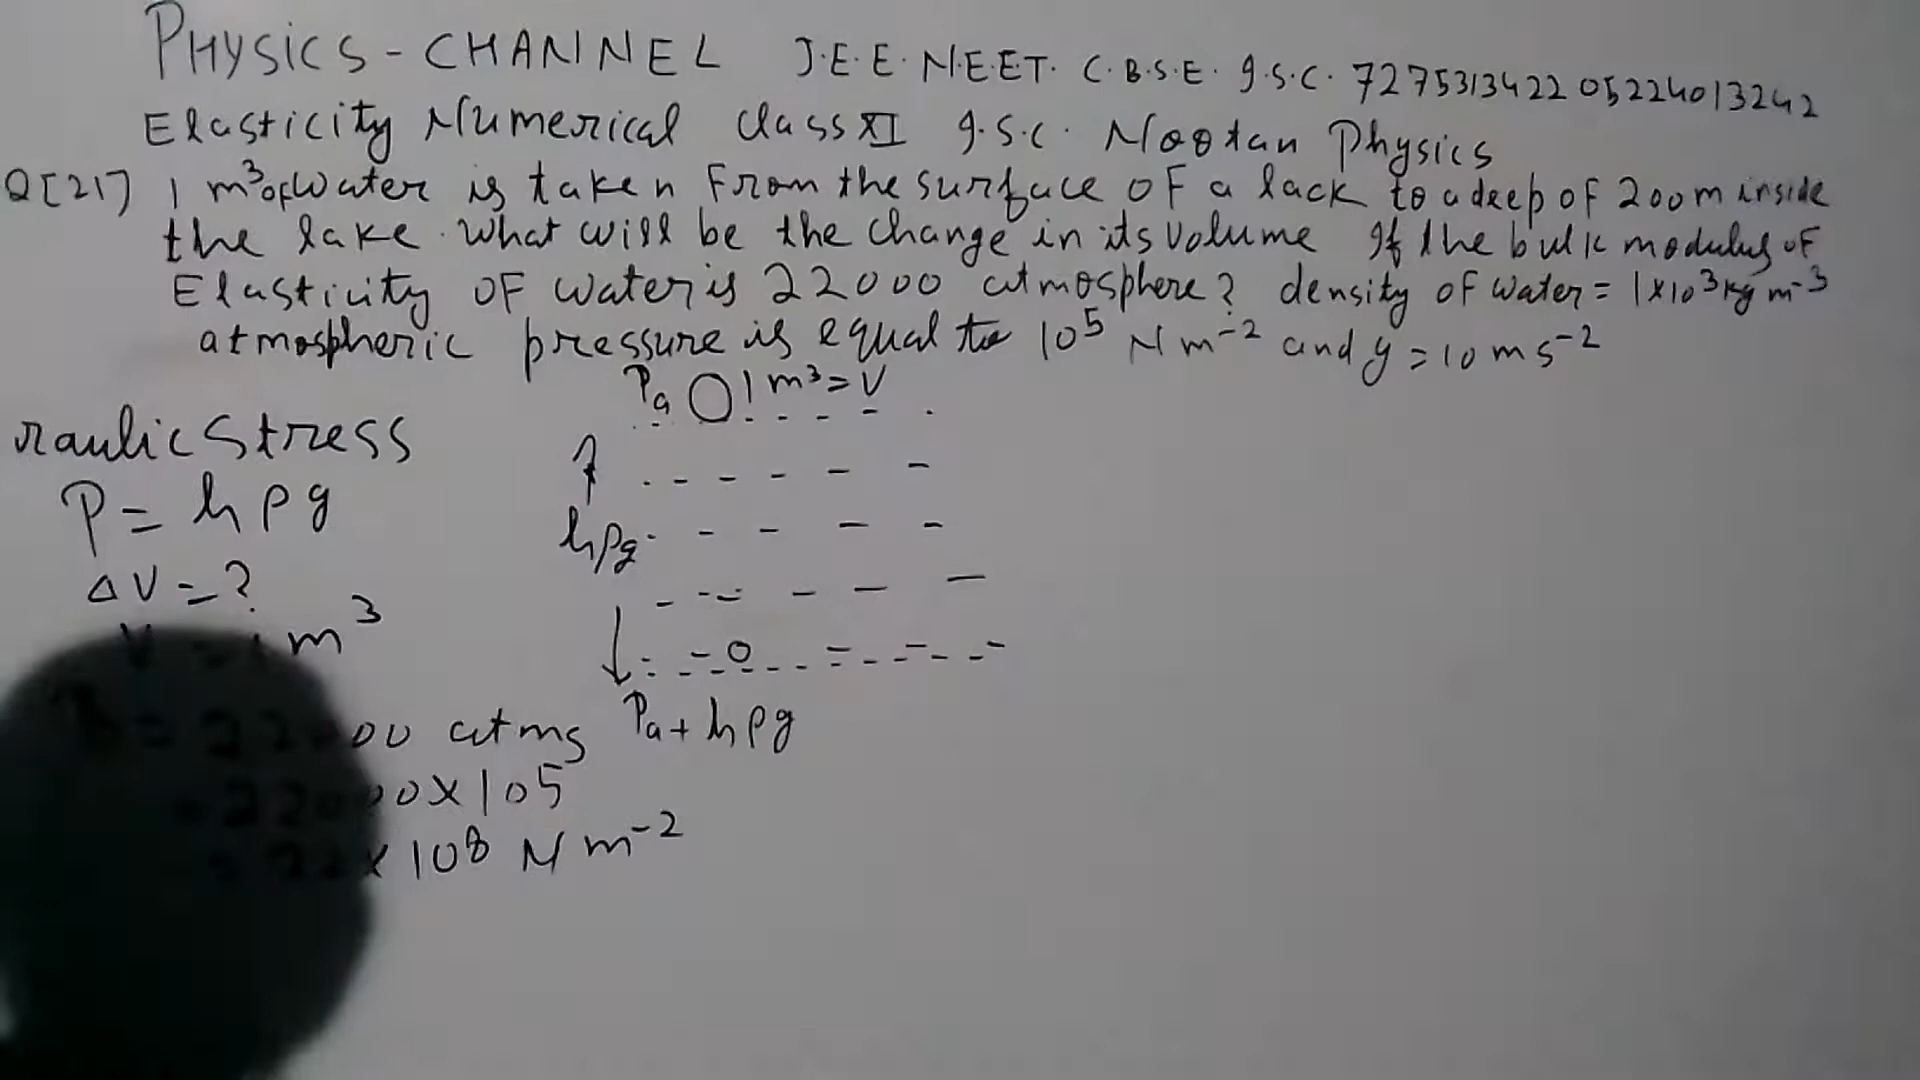 PHYSICS-CHANNEL J.E.E. N.E.E.T. C.B.S.E. I.S.C. 7275313422 05224013242
Elasticity Numerical Class XI I.S.C. Nootan Physics
Q[21] 1 m³ of water is taken From the surface OF a lack to a deep OF 200m inside
the lake. what will be the change in its volume If the bulk modulus OF
Elasticity OF water is 22000 atmosphere? density of water = 1×10³ kg m⁻³
atmospheric pressure is equal to 10⁵ N m⁻² and g = 10 m s⁻²
Pa 1 m³ = V
raulic Stress
P = hρg
hρg
ΔV = ?
m³
00 atms
Pa + hρg
0×10⁵
×10⁸ N m⁻²